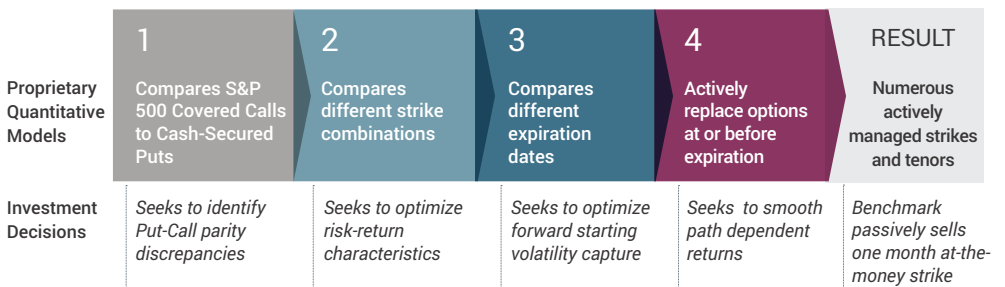 Proprietary
Quantitative
Models
1
Compares S&P
500 Covered Calls
to Cash-Secured
Puts
2
Compares
different strike
combinations
3
Compares
different
expiration
dates
4
Actively
replace options
at or before
expiration
RESULT
Numerous
actively
managed strikes
and tenors
Investment
Decisions
Seeks to identify
Put-Call parity
discrepancies
Seeks to optimize
risk-return
characteristics
Seeks to optimize
forward starting
volatility capture
Seeks to smooth
path dependent
returns
Benchmark
passively sells
one month at-the-
money strike